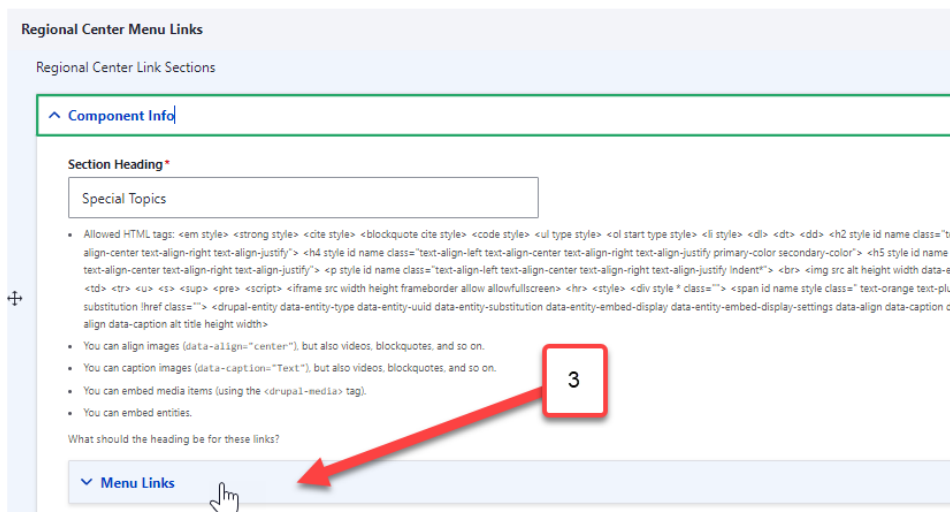 Regional Center Menu Links
Regional Center Link Sections
Component Info
Section Heading*
Special Topics
Allowed HTML tags: <em style> <strong style> <cite style> <blockquote cite style> <code style> <ul type style> <ol start type style> <li style> <dl> <dt> <dd> <h2 style id name class="t
align-center text-align-right text-align-justify"> <h4 style id name class="text-align-left text-align-center text-align-right text-align-justify primary-color secondary-color"> <h5 style id name
text-align-center text-align-right text-align-justify"> <p style id name class="text-align-left text-align-center text-align-right text-align-justify Indent*"> <br> <img src alt height width data-e
<td> <tr> <u> <s> <sup> <pre> <script> <iframe src width height frameborder allow allowfullscreen> <hr> <style> <div style * class=""> <span id name style class=" text-orange text-plu
substitution !href class=""> <drupal-entity data-entity-type data-entity-uuid data-entity-substitution data-entity-embed-display data-entity-embed-display-settings data-align data-caption
align data-caption alt title height width>
You can align images (data-align="center"), but also videos, blockquotes, and so on.
You can caption images (data-caption="Text"), but also videos, blockquotes, and so on.
3
You can embed media items (using the <drupal-media> tag).
You can embed entities.
What should the heading be for these links?
Menu Links